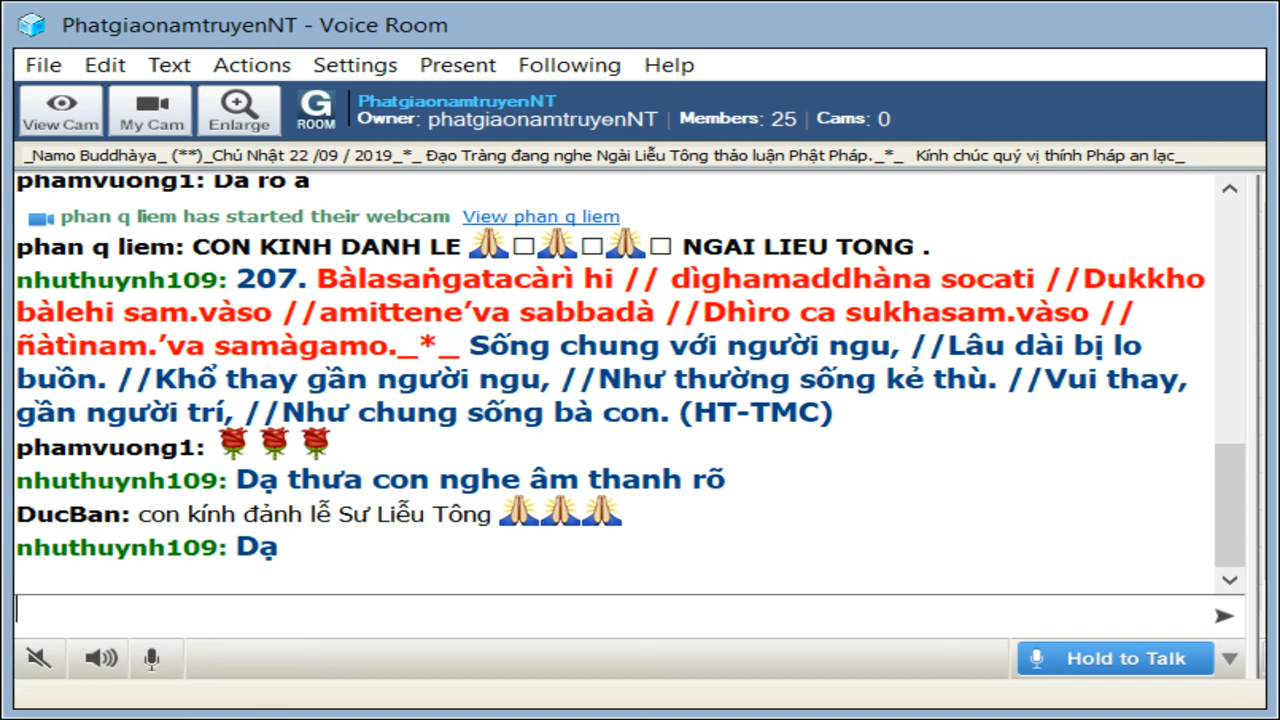 PhatgiaonamtruyenNT - Voice Room
File Edit Text Actions Settings Present Following Help
View Cam My Cam Enlarge G ROOM PhatgiaonamtruyenNT
Owner: phatgiaonamtruyenNT | Members: 25 | Cams: 0
_Namo Buddhàya_ (**)_Chủ Nhật 22 /09 / 2019_*_ Đạo Tràng đang nghe Ngài Liễu Tông thảo luận Phật Pháp._*_ Kính chúc quý vị thính Pháp an lạc_
phamvuong1: Da ro a
phan q liem has started their webcam View phan q liem
phan q liem: CON KINH DANH LE 🙏□🙏□🙏□ NGAI LIEU TONG .
nhuthuynh109: 207. Bàlasaṅgatacàrì hi // dìghamaddhàna socati //Dukkho
bàlehi sam.vàso //amittene’va sabbadà //Dhìro ca sukhasam.vàso //
ñàtìnam.’va samàgamo._*_ Sống chung với người ngu, //Lâu dài bị lo
buồn. //Khổ thay gần người ngu, //Như thường sống kẻ thù. //Vui thay,
gần người trí, //Như chung sống bà con. (HT-TMC)
phamvuong1: 🌹🌹🌹
nhuthuynh109: Dạ thưa con nghe âm thanh rõ
DucBan: con kính đảnh lễ Sư Liễu Tông 🙏🙏🙏
nhuthuynh109: Dạ
Hold to Talk